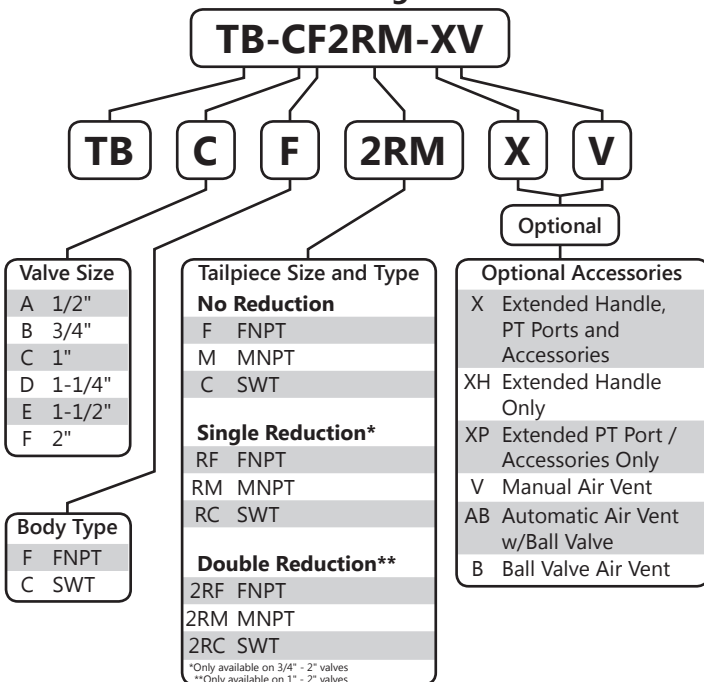 TB-CF2RM-XV
TB C F 2RM X V
Optional
Valve Size
A 1/2"
B 3/4"
C 1"
D 1-1/4"
E 1-1/2"
F 2"
Body Type
F FNPT
C SWT
Tailpiece Size and Type
No Reduction
F FNPT
M MNPT
C SWT
Single Reduction*
RF FNPT
RM MNPT
RC SWT
Double Reduction**
2RF FNPT
2RM MNPT
2RC SWT
*Only available on 3/4" - 2" valves
**Only available on 1" - 2" valves
Optional Accessories
X Extended Handle,
PT Ports and
Accessories
XH Extended Handle
Only
XP Extended PT Port /
Accessories Only
V Manual Air Vent
AB Automatic Air Vent
w/Ball Valve
B Ball Valve Air Vent